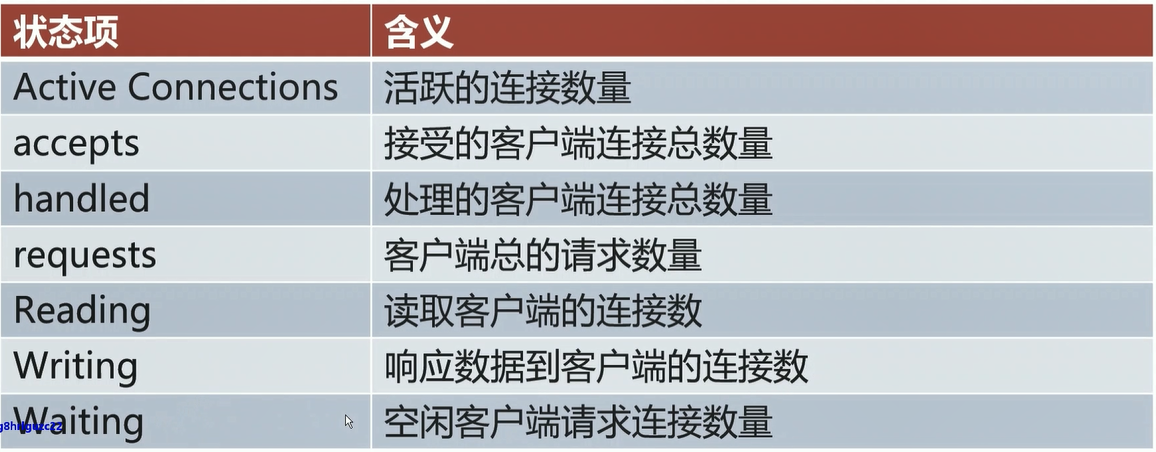 状态项 含义
Active Connections 活跃的连接数量
accepts 接受的客户端连接总数量
handled 处理的客户端连接总数量
requests 客户端总的请求数量
Reading 读取客户端的连接数
Writing 响应数据到客户端的连接数
Waiting 空闲客户端请求连接数量